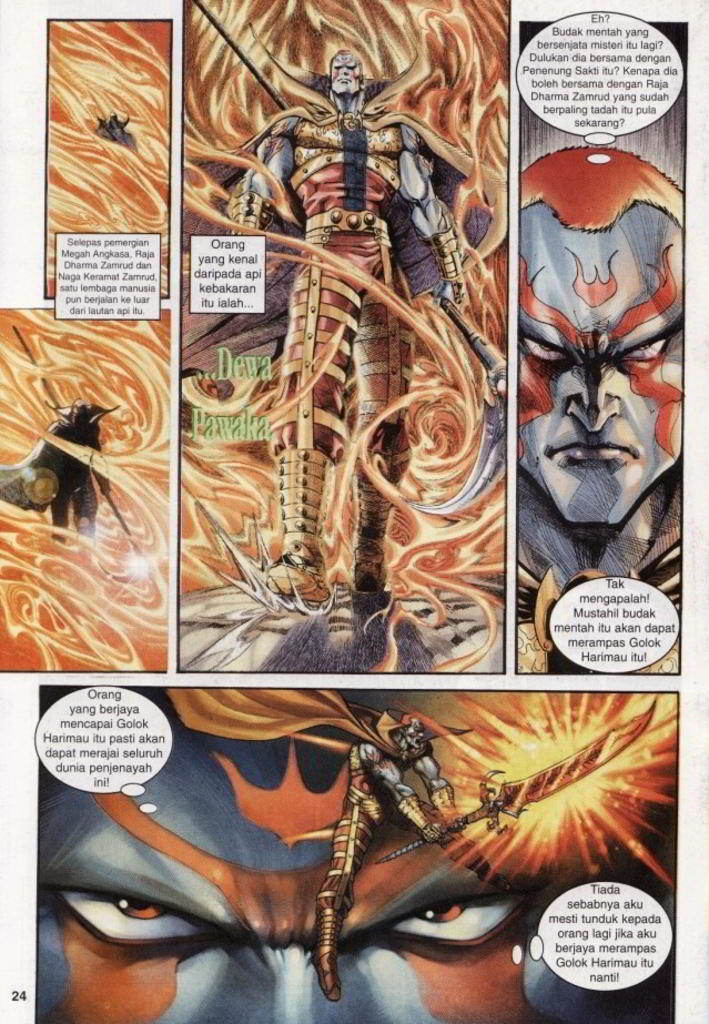 Selepas pemergian
Megah Angkasa, Raja
Dharma Zamrud dan
Naga Keramat Zamrud,
satu lembaga manusia
pun berjalan ke luar
dari lautan api itu.
Orang
yang kenal
daripada api
kebakaran
itu ialah...
...Dewa
Pawaka
Eh?
Budak mentah yang
bersenjata misteri itu lagi?
Dulukan dia bersama dengan
Penenung Sakti itu? Kenapa dia
boleh bersama dengan Raja
Dharma Zamrud yang sudah
berpaling tadah itu pula
sekarang?
Tak
mengapalah!
Mustahil budak
mentah itu akan dapat
merampas Golok
Harimau itu!
Orang
yang berjaya
mencapai Golok
Harimau itu pasti akan
dapat merajai seluruh
dunia penjenayah
ini!
Tiada
sebabnya aku
mesti tunduk kepada
orang lagi jika aku
berjaya merampas
Golok Harimau itu
nanti!
24